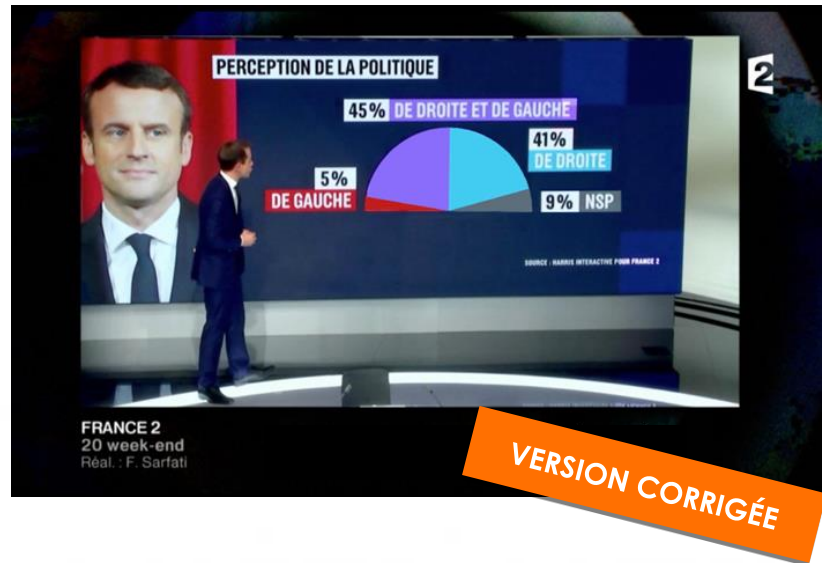 PERCEPTION DE LA POLITIQUE
2
45% DE DROITE ET DE GAUCHE
41%
DE DROITE
5%
DE GAUCHE
9% NSP
SOURCE : HARRIS INTERACTIVE POUR FRANCE 2
FRANCE 2
20 week-end
Réal. : F. Sarfati
VERSION CORRIGÉE